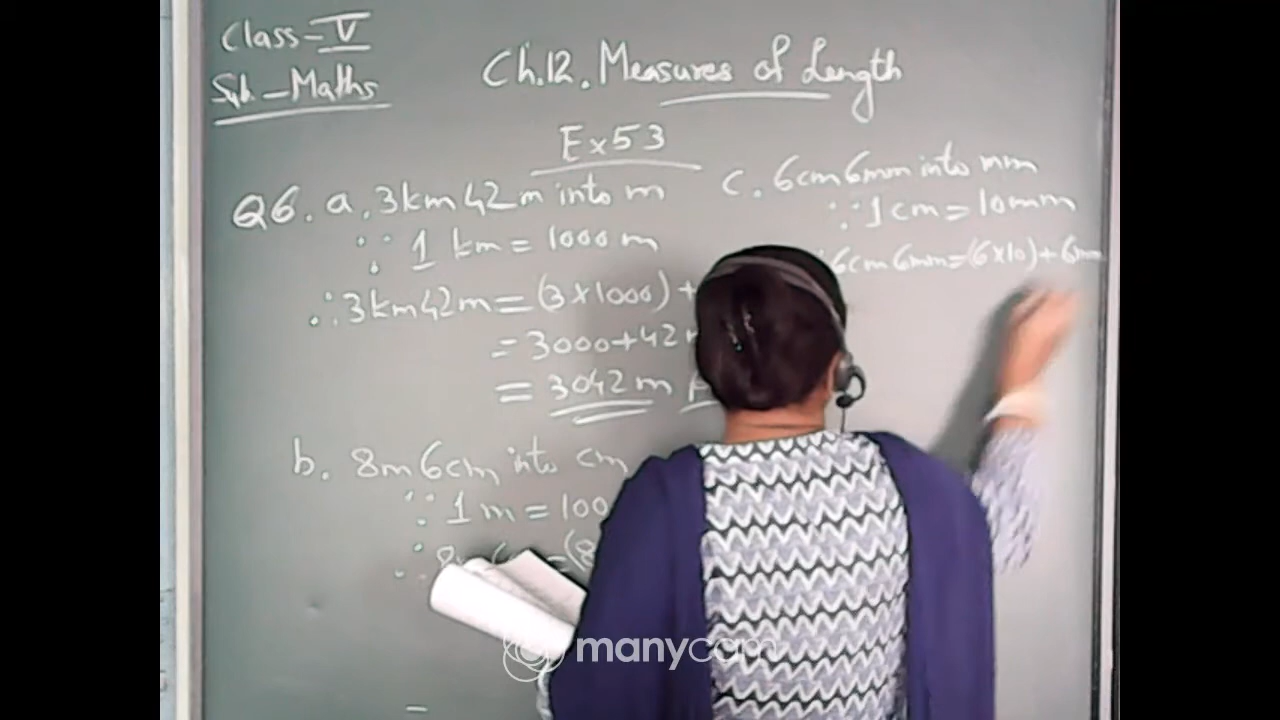 Class - V
Sub. - Maths
Ch.12. Measures of Length
Ex 53
Q6. a. 3km 42m into m
∵ 1 km = 1000 m
∴ 3km 42m = (3×1000) +
= 3000+42
= 3042 m
b. 8m 6cm into cm
∵ 1 m = 100
c. 6cm 6mm into mm
∵ 1 cm = 10mm
6cm 6mm = (6×10) + 6mm
manycam